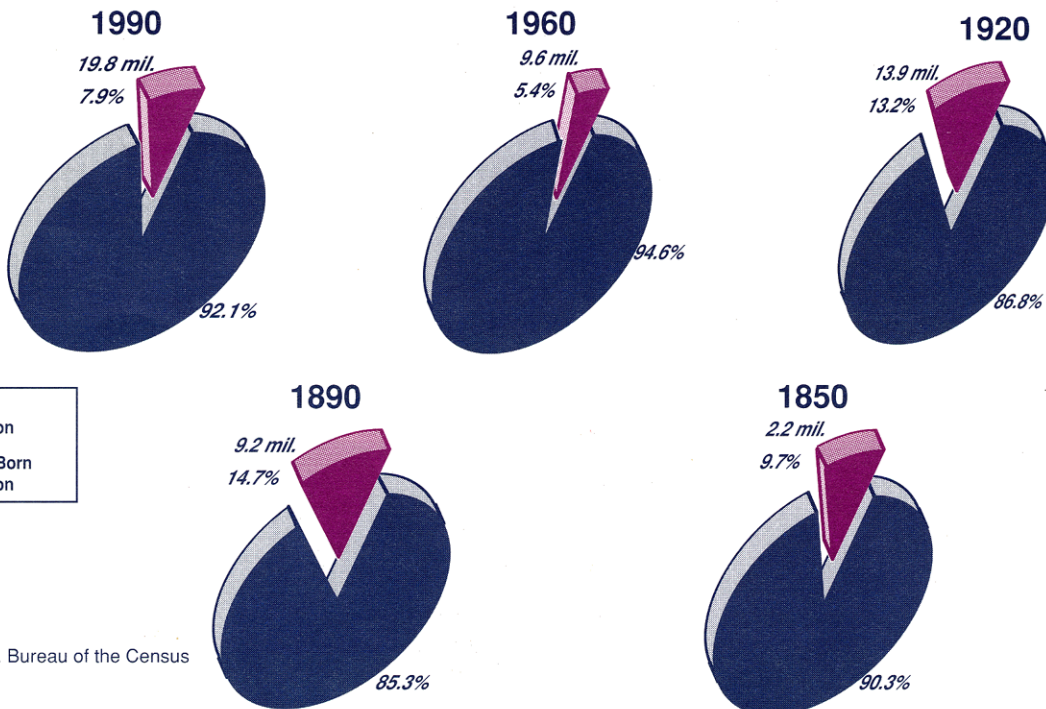 1990
19.8 mil.
7.9%
92.1%
1960
9.6 mil.
5.4%
94.6%
1920
13.9 mil.
13.2%
86.8%
1890
9.2 mil.
14.7%
85.3%
1850
2.2 mil.
9.7%
90.3%
on
Born
on
Bureau of the Census